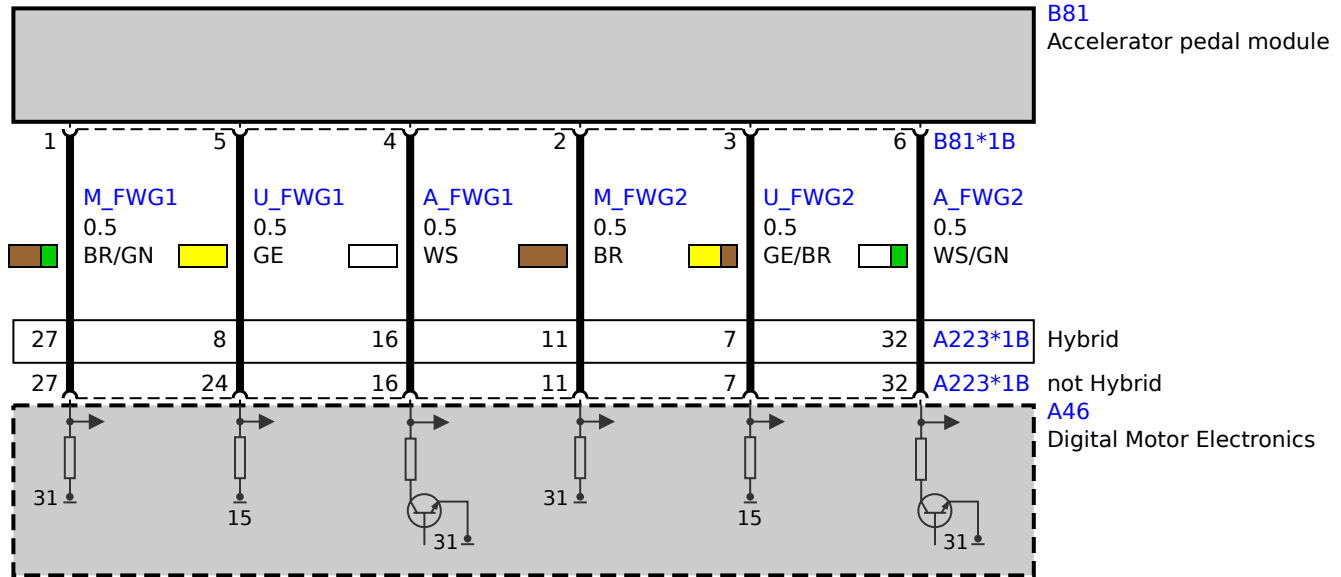 B81
Accelerator pedal module
1 5 4 2 3 6 B81*1B
M_FWG1 U_FWG1 A_FWG1 M_FWG2 U_FWG2 A_FWG2
0.5 0.5 0.5 0.5 0.5 0.5
BR/GN GE WS BR GE/BR WS/GN
27 8 16 11 7 32 A223*1B Hybrid
27 24 16 11 7 32 A223*1B not Hybrid
A46
Digital Motor Electronics
31 31
15 15
31 31